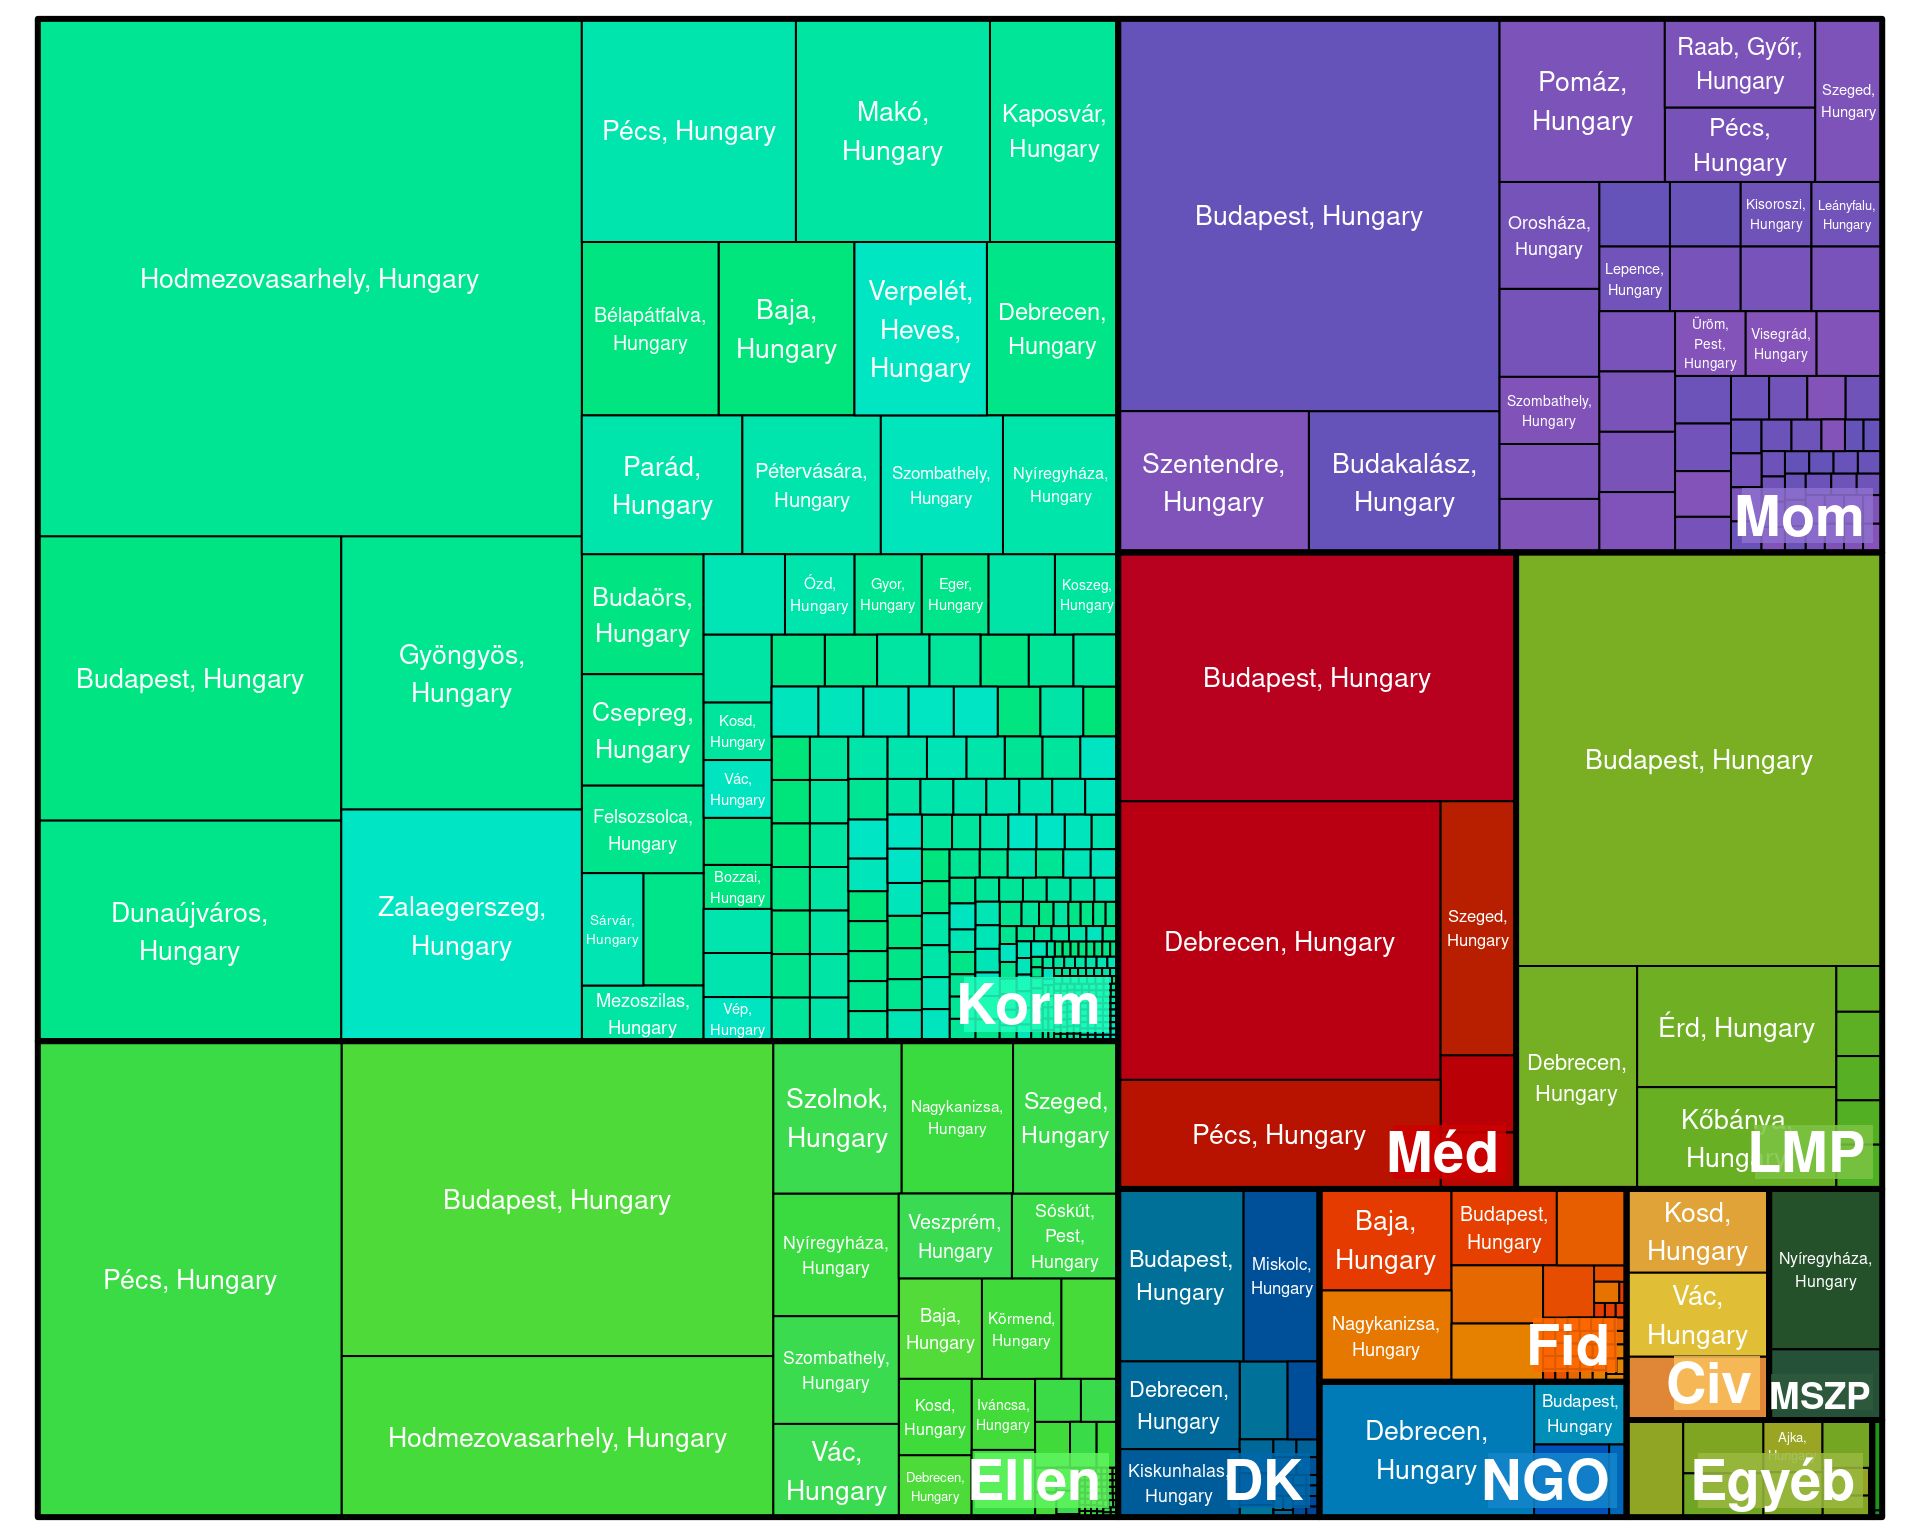 Hodmezovasarhely, Hungary
Budapest, Hungary
Dunaújváros,
Hungary
Gyöngyös,
Hungary
Zalaegerszeg,
Hungary
Pécs, Hungary
Makó,
Hungary
Kaposvár,
Hungary
Bélapátfalva,
Hungary
Baja,
Hungary
Verpelét,
Heves,
Hungary
Debrecen,
Hungary
Parád,
Hungary
Pétervására,
Hungary
Szombathely,
Hungary
Nyíregyháza,
Hungary
Budaörs,
Hungary
Csepreg,
Hungary
Felsozsolca,
Hungary
Sárvár,
Hungary
Mezoszilas,
Hungary
Ózd,
Hungary
Gyor,
Hungary
Eger,
Hungary
Koszeg,
Hungary
Kosd,
Hungary
Vác,
Hungary
Bozzai,
Hungary
Vép,
Hungary
Korm
Pécs, Hungary
Budapest, Hungary
Hodmezovasarhely, Hungary
Szolnok,
Hungary
Nagykanizsa,
Hungary
Szeged,
Hungary
Nyíregyháza,
Hungary
Veszprém,
Hungary
Sóskút,
Pest,
Hungary
Szombathely,
Hungary
Baja,
Hungary
Körmend,
Hungary
Vác,
Hungary
Kosd,
Hungary
Iváncsa,
Hungary
Debrecen,
Hungary
Ellen
Budapest, Hungary
Szentendre,
Hungary
Budakalász,
Hungary
Pomáz,
Hungary
Raab, Győr,
Hungary
Pécs,
Hungary
Szeged,
Hungary
Orosháza,
Hungary
Kisoroszi,
Hungary
Leányfalu,
Hungary
Lepence,
Hungary
Üröm,
Pest,
Hungary
Visegrád,
Hungary
Szombathely,
Hungary
Mom
Budapest, Hungary
Debrecen, Hungary
Szeged,
Hungary
Pécs, Hungary
Méd
Budapest, Hungary
Debrecen,
Hungary
Érd, Hungary
Kőbánya,
Hungary
LMP
Budapest,
Hungary
Miskolc,
Hungary
Debrecen,
Hungary
Kiskunhalas,
Hungary
DK
Baja,
Hungary
Budapest,
Hungary
Nagykanizsa,
Hungary
Fid
Debrecen,
Hungary
Budapest,
Hungary
NGO
Kosd,
Hungary
Vác,
Hungary
Civ
Nyíregyháza,
Hungary
MSZP
Ajka,
Hungary
Egyéb